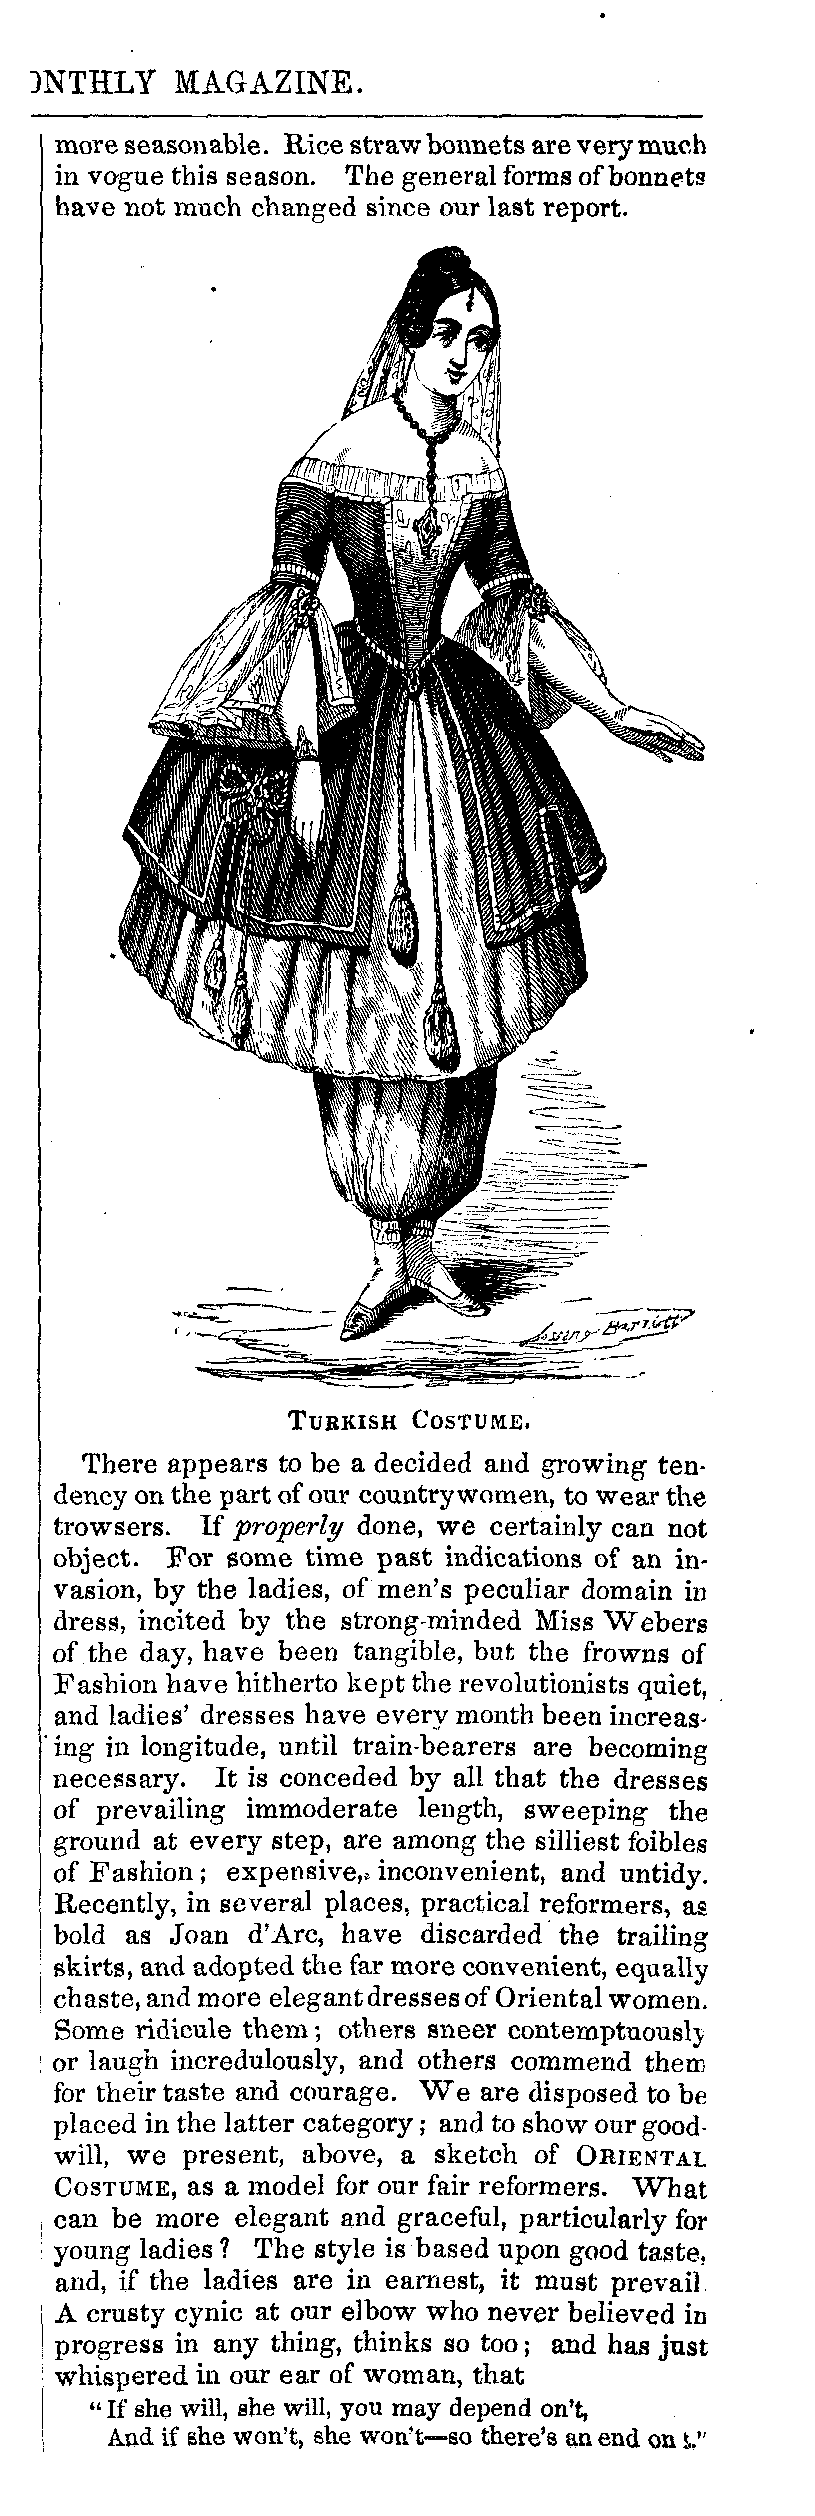 ONTHLY MAGAZINE.
more seasonable. Rice straw bonnets are very much
in vogue this season. The general forms of bonnets
have not much changed since our last report.
Lossing Barritt
TURKISH COSTUME.
There appears to be a decided and growing ten-
dency on the part of our countrywomen, to wear the
trowsers. If properly done, we certainly can not
object. For some time past indications of an in-
vasion, by the ladies, of men's peculiar domain in
dress, incited by the strong-minded Miss Webers
of the day, have been tangible, but the frowns of
Fashion have hitherto kept the revolutionists quiet,
and ladies' dresses have every month been increas-
ing in longitude, until train-bearers are becoming
necessary. It is conceded by all that the dresses
of prevailing immoderate length, sweeping the
ground at every step, are among the silliest foibles
of Fashion; expensive, inconvenient, and untidy.
Recently, in several places, practical reformers, as
bold as Joan d'Arc, have discarded the trailing
skirts, and adopted the far more convenient, equally
chaste, and more elegant dresses of Oriental women.
Some ridicule them; others sneer contemptuously
or laugh incredulously, and others commend them
for their taste and courage. We are disposed to be
placed in the latter category; and to show our good-
will, we present, above, a sketch of ORIENTAL
COSTUME, as a model for our fair reformers. What
can be more elegant and graceful, particularly for
young ladies? The style is based upon good taste,
and, if the ladies are in earnest, it must prevail.
A crusty cynic at our elbow who never believed in
progress in any thing, thinks so too; and has just
whispered in our ear of woman, that
"If she will, she will, you may depend on't,
And if she won't, she won't—so there's an end on't."